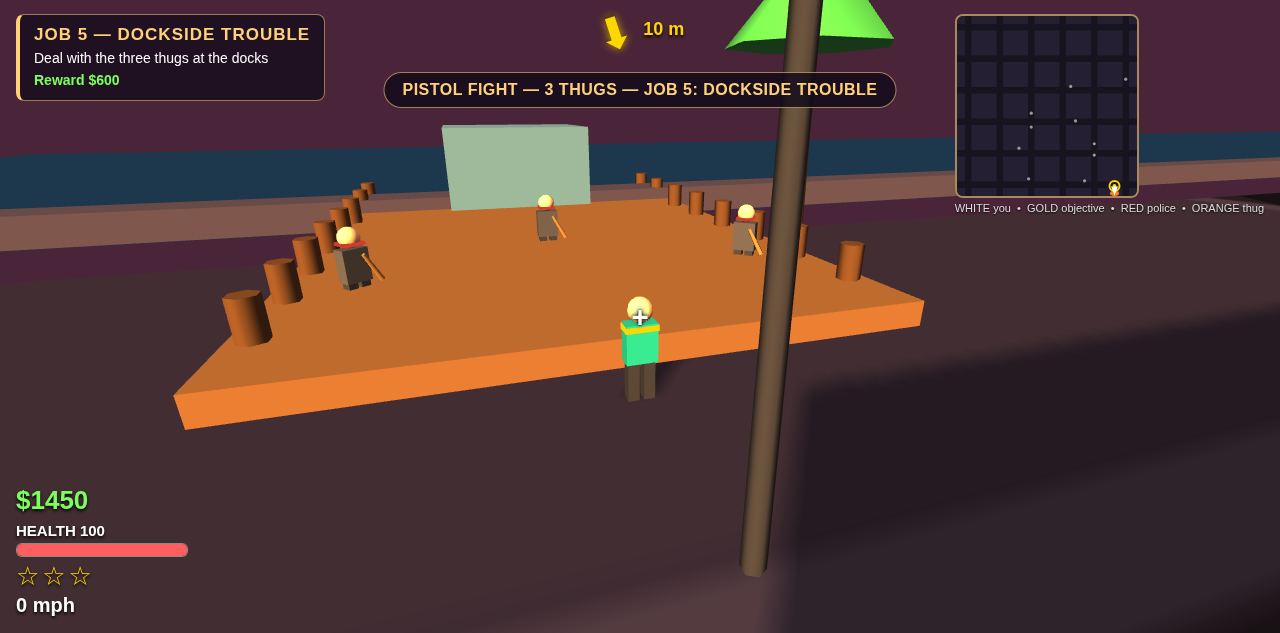 JOB 5 — DOCKSIDE TROUBLE
Deal with the three thugs at the docks
Reward $600
10 m
PISTOL FIGHT — 3 THUGS — JOB 5: DOCKSIDE TROUBLE
WHITE you • GOLD objective • RED police • ORANGE thug
$1450
HEALTH 100
☆☆☆
0 mph